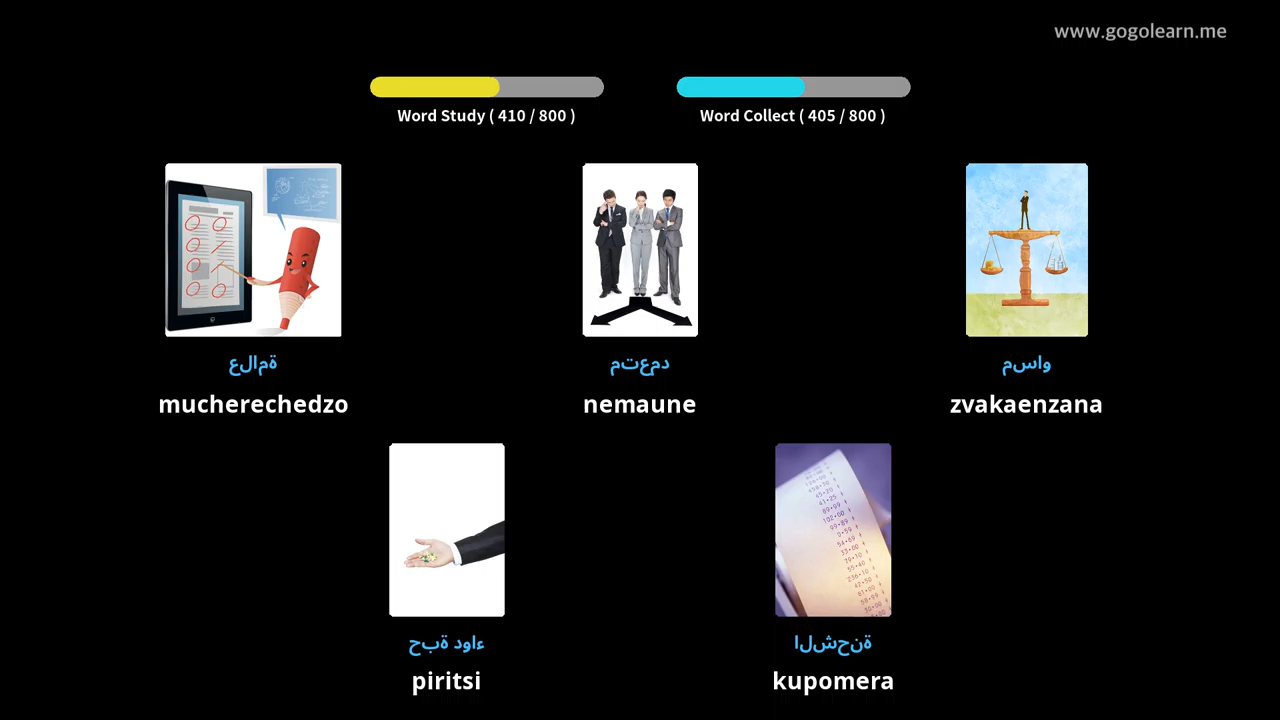 www.gogolearn.me
Word Study ( 410 / 800 )
Word Collect ( 405 / 800 )
علامة
متعمد
مساو
mucherechedzo
nemaune
zvakaenzana
حبة دواء
الشحنة
piritsi
kupomera